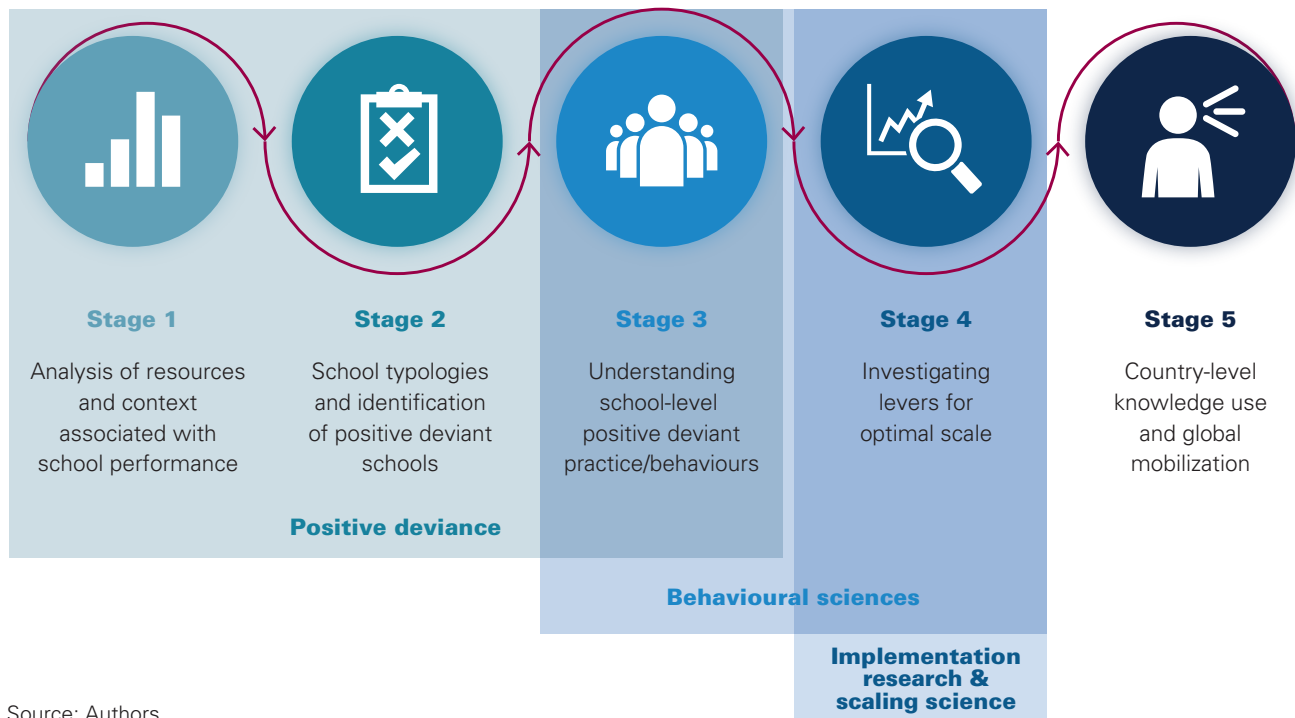 Stage 1
Analysis of resources
and context
associated with
school performance
Stage 2
School typologies
and identification
of positive deviant
schools
Stage 3
Understanding
school-level
positive deviant
practice/behaviours
Stage 4
Investigating
levers for
optimal scale
Stage 5
Country-level
knowledge use
and global
mobilization
Positive deviance
Behavioural sciences
Implementation
research &
scaling science
Source: Authors